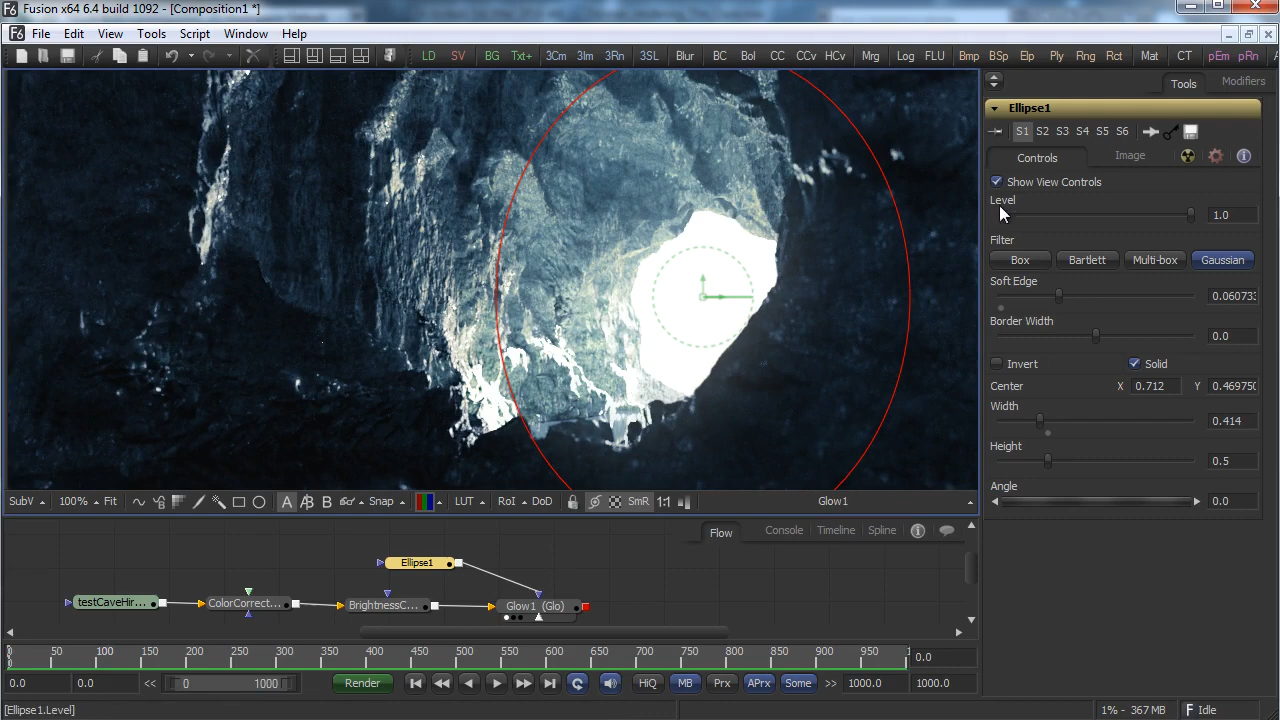 Fusion x64 6.4 build 1092 - [Composition1 *]
File Edit View Tools Script Window Help
LD SV BG Txt+ 3Cm 3Im 3Rn 3SL Blur BC Bol CC CCv HCv Mrg Log FLU Bmp BSp Elp Ply Rng Rct Mat CT pEm pRn
Tools Modifiers
Ellipse1
S1 S2 S3 S4 S5 S6
Controls Image
Show View Controls
Level
1.0
Filter
Box Bartlett Multi-box Gaussian
Soft Edge
0.060733
Border Width
0.0
Invert Solid
Center X 0.712 Y 0.469750
Width
0.414
Height
0.5
Angle
0.0
SubV 100% Fit A B Snap LUT RoI DoD SmR 1:1 Glow1
Flow Console Timeline Spline
Ellipse1
testCaveHir... ColorCorrect... BrightnessC... Glow1 (Glo)
0 50 100 150 200 250 300 350 400 450 500 550 600 650 700 750 800 850 900 950 1 0.0
0.0 0.0 << 0 1000 Render HiQ MB Prx APrx Some >> 1000.0 1000.0
[Ellipse1.Level] 1% - 367 MB Idle